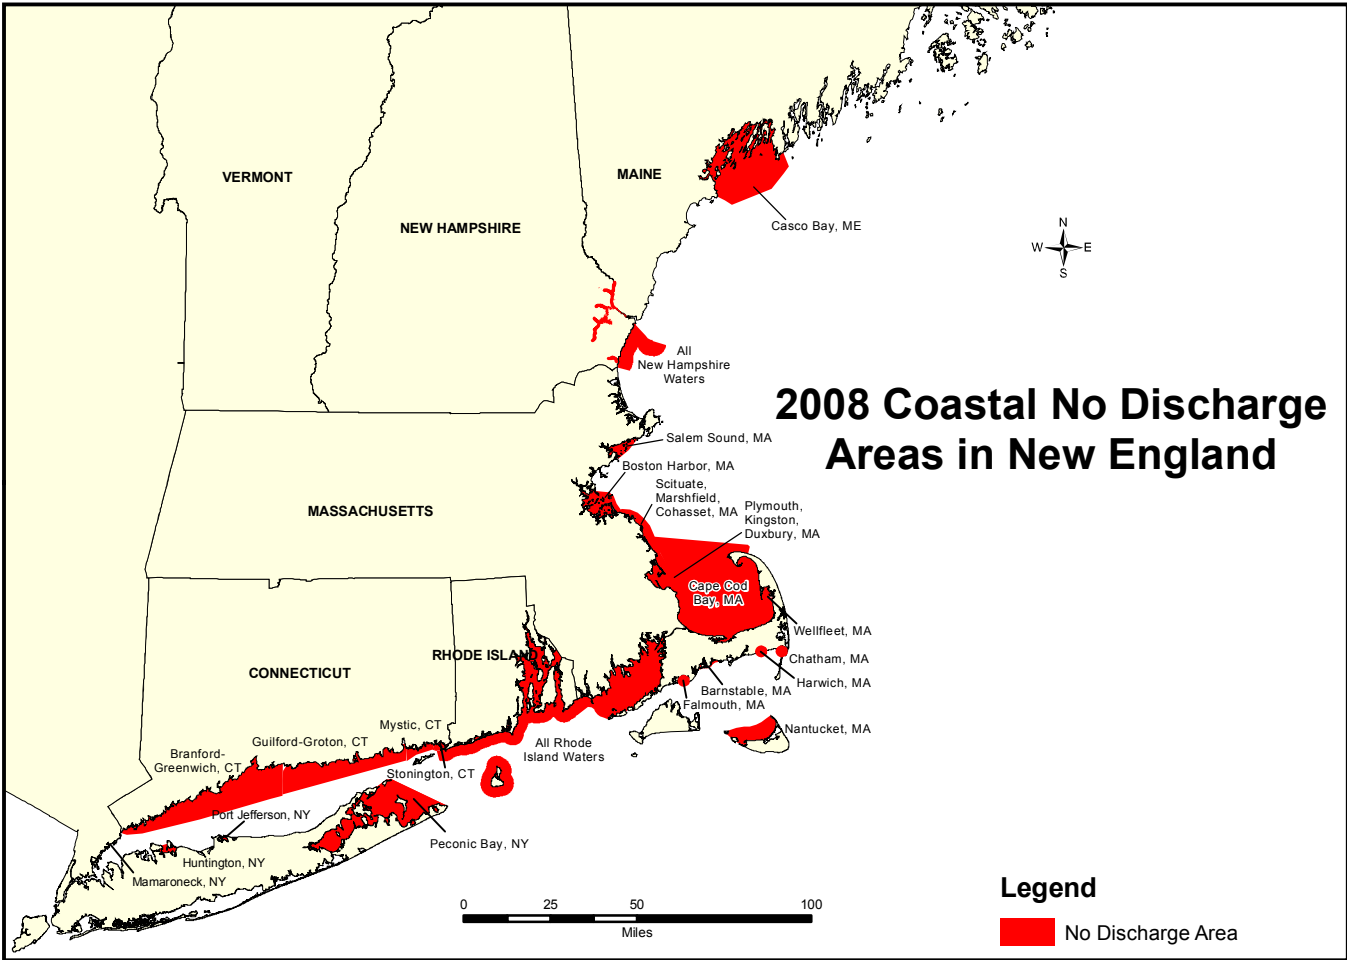 VERMONT
MAINE
NEW HAMPSHIRE
Casco Bay, ME
N
W
E
S
All
New Hampshire
Waters
2008 Coastal No Discharge
Areas in New England
Salem Sound, MA
Boston Harbor, MA
Scituate,
Marshfield,
Cohasset, MA
Plymouth,
Kingston,
Duxbury, MA
MASSACHUSETTS
Cape Cod
Bay, MA
Wellfleet, MA
RHODE ISLAND
Chatham, MA
CONNECTICUT
Harwich, MA
Barnstable, MA
Falmouth, MA
Nantucket, MA
Mystic, CT
Guilford-Groton, CT
Branford-
Greenwich, CT
All Rhode
Island Waters
Stonington, CT
Port Jefferson, NY
Peconic Bay, NY
Huntington, NY
Mamaroneck, NY
0 25 50 100
Miles
Legend
No Discharge Area